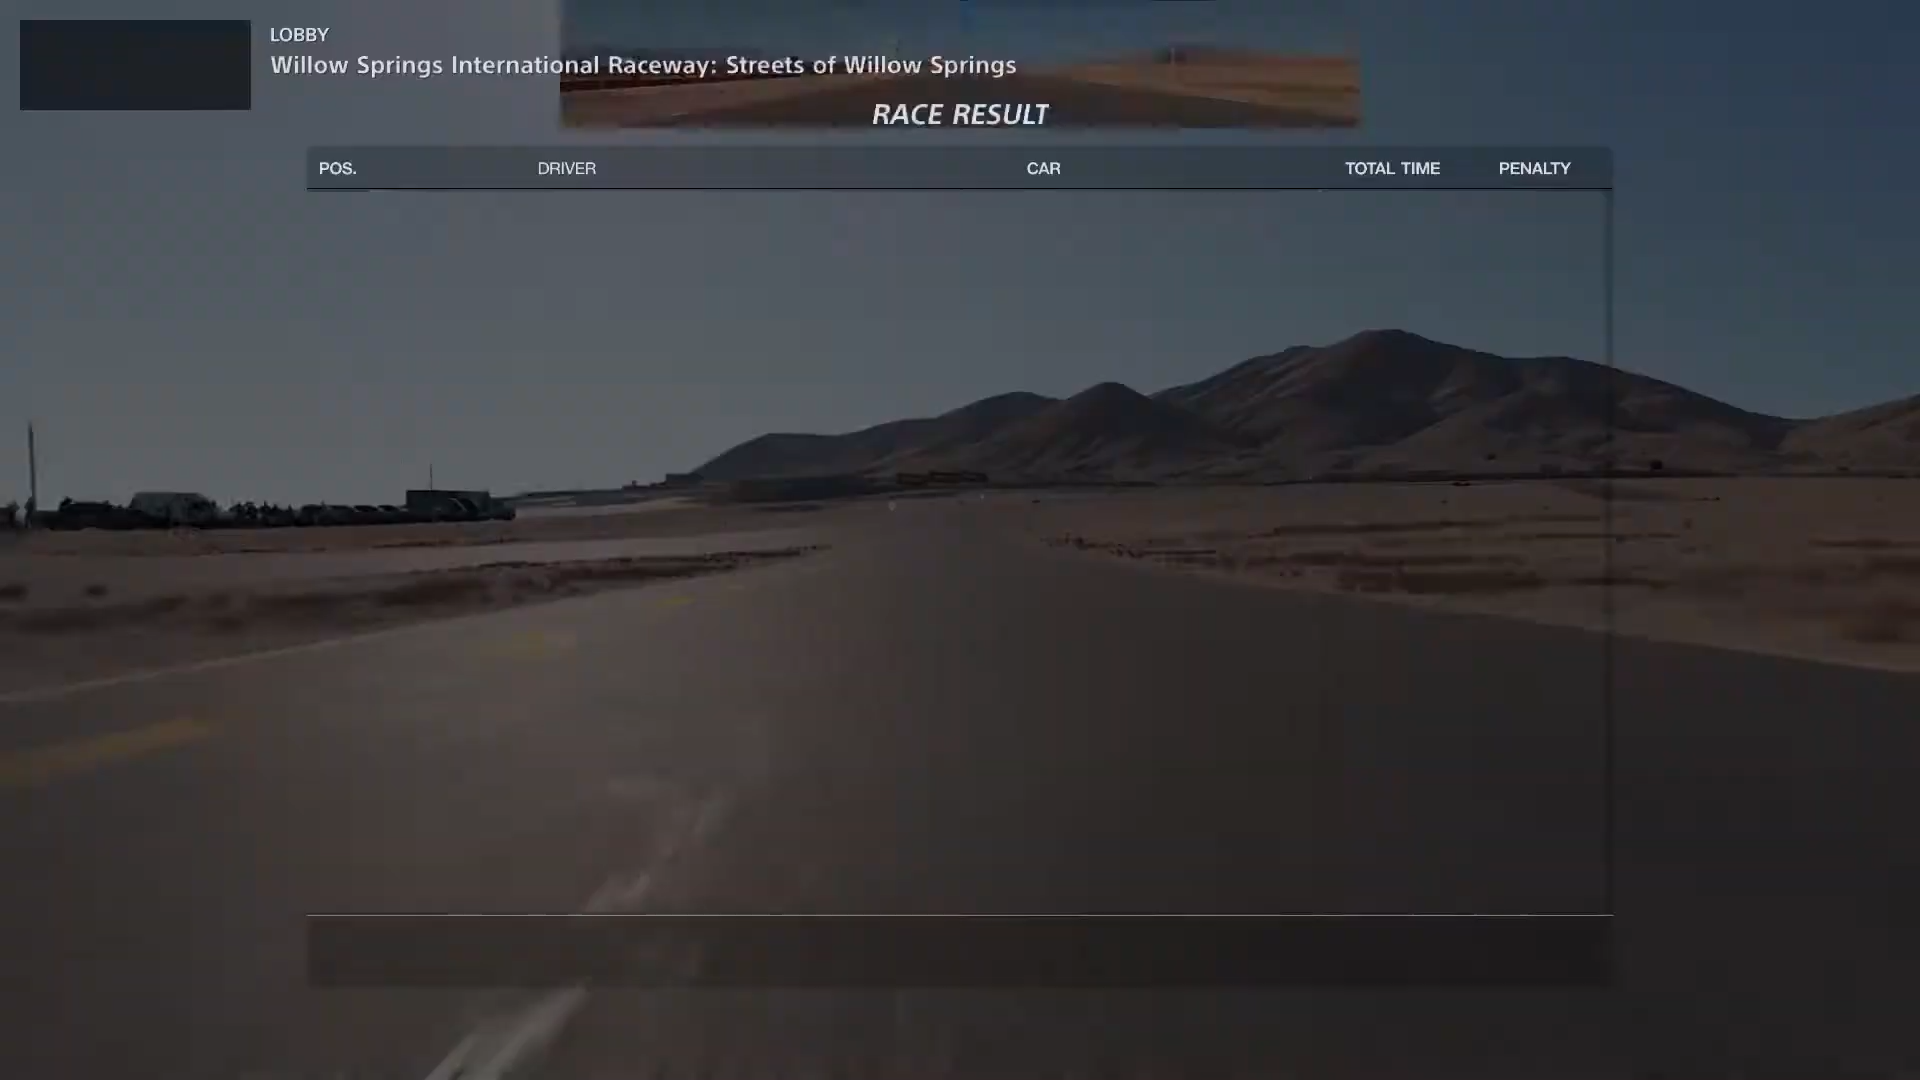 LOBBY
Willow Springs International Raceway: Streets of Willow Springs
RACE RESULT
POS. DRIVER CAR TOTAL TIME PENALTY